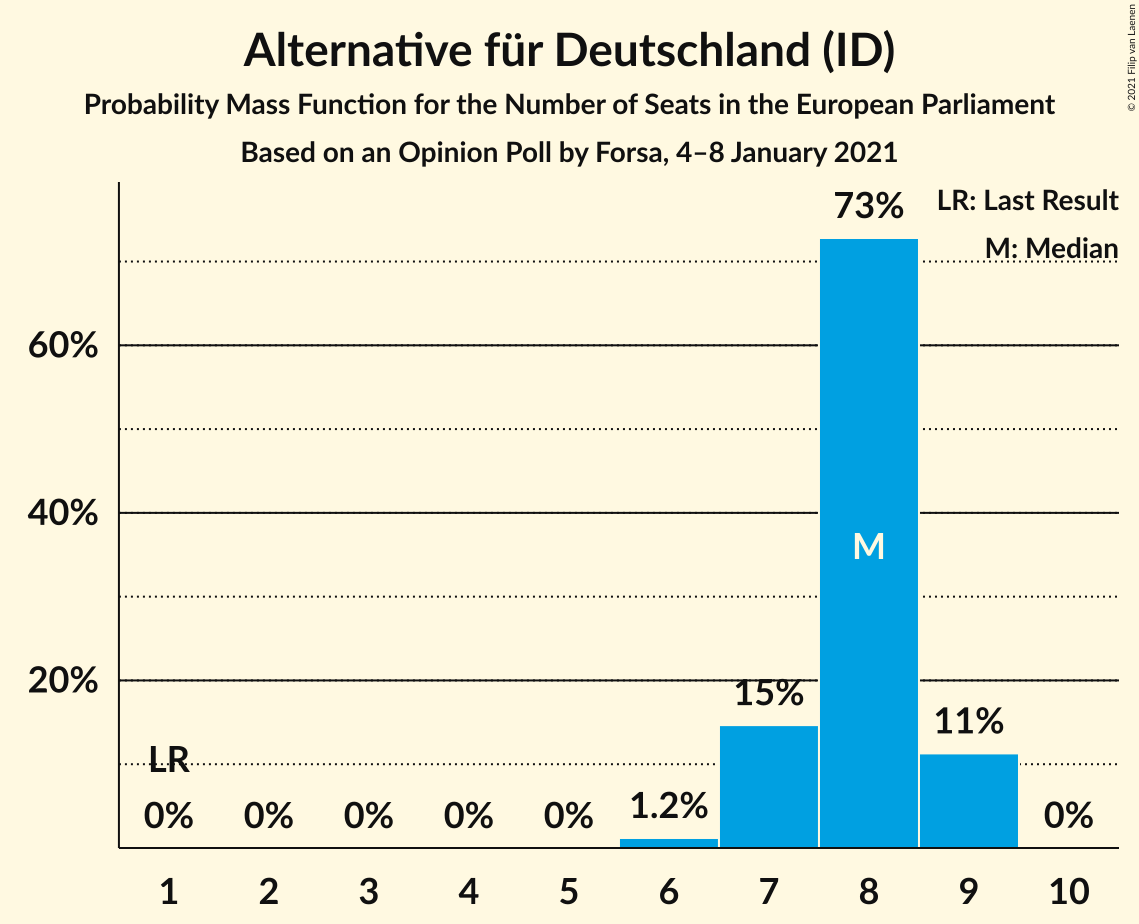 Alternative für Deutschland (ID)
Probability Mass Function for the Number of Seats in the European Parliament
Based on an Opinion Poll by Forsa, 4–8 January 2021
© 2021 Filip van Laenen
LR: Last Result
M: Median
73%
60%
40%
20%
M
15%
11%
LR
0% 0% 0% 0% 0% 1.2% 0%
1 2 3 4 5 6 7 8 9 10